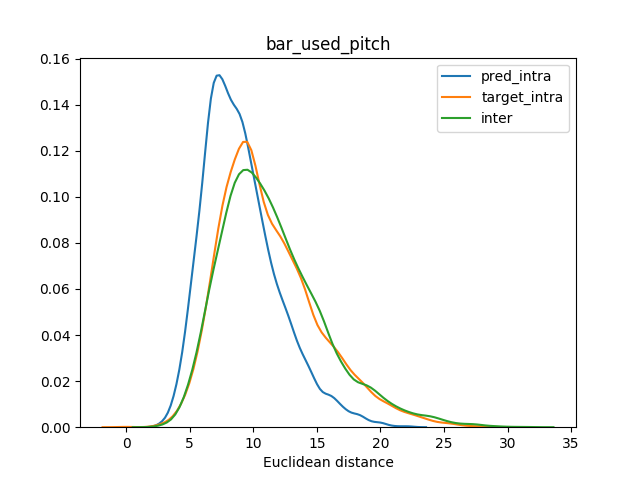 bar_used_pitch
0.16
0.14
0.12
0.10
0.08
0.06
0.04
0.02
0.00
pred_intra
target_intra
inter
0 5 10 15 20 25 30 35
Euclidean distance